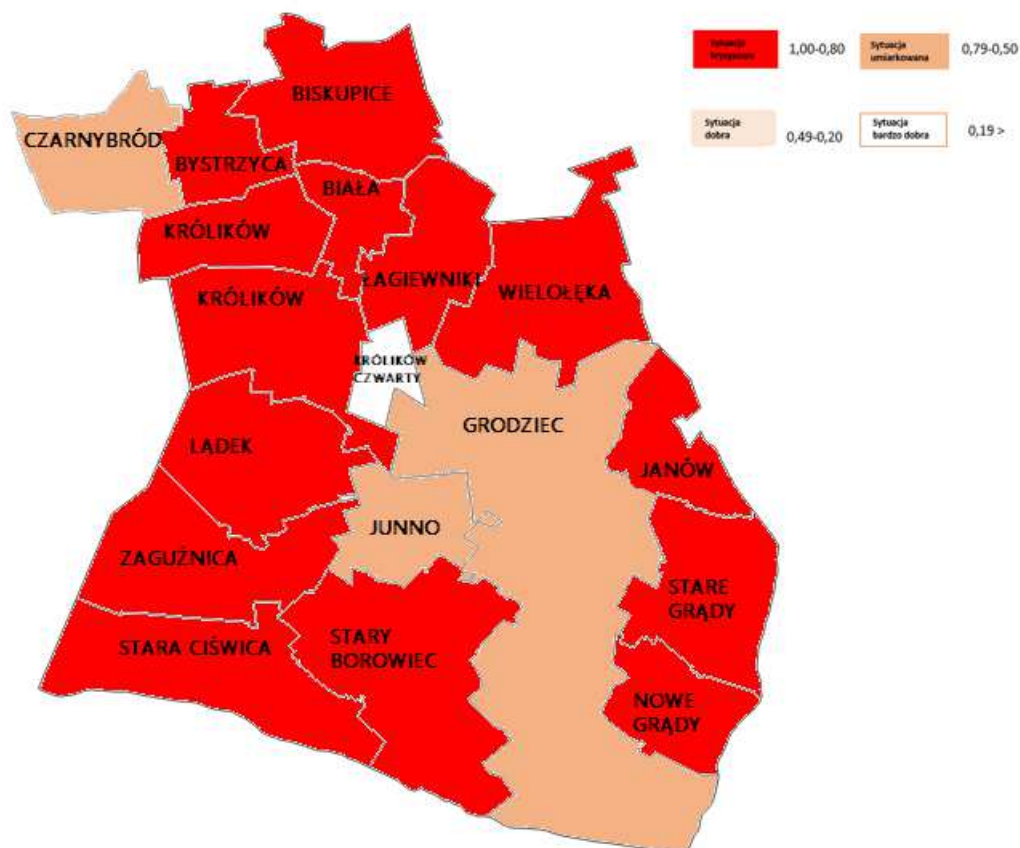 Sytuacja
kryzysowa
1,00-0,80
Sytuacja
umiarkowana
0,79-0,50
Sytuacja
dobra
0,49-0,20
Sytuacja
bardzo dobra
0,19 >
BISKUPICE
CZARNYBRÓD
BYSTRZYCA
BIAŁA
KRÓLIKÓW
ŁAGIEWNIKI
WIELOŁĘKA
KRÓLIKÓW
KRÓLIKÓW
CZWARTY
GRODZIEC
LĄDEK
JANÓW
JUNNO
ZAGUŹNICA
STARE
GRĄDY
STARA CIŚWICA
STARY
BOROWIEC
NOWE
GRĄDY